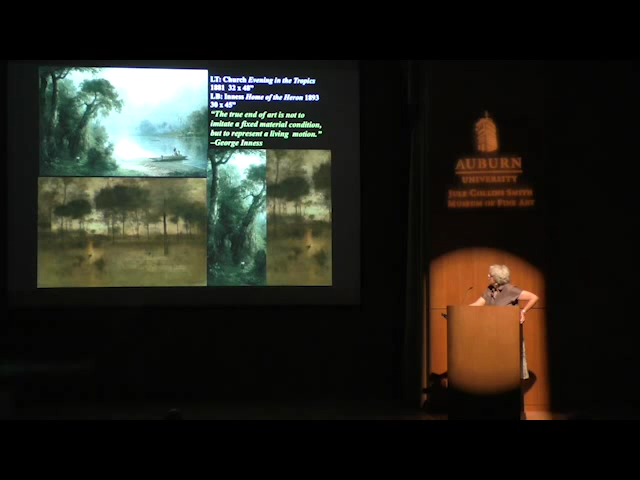 LT: Church Evening in the Tropics
1881 32 x 48"
LB: Inness Home of the Heron 1893
30 x 45"
"The true end of art is not to
imitate a fixed material condition,
but to represent a living motion."
–George Inness
AUBURN
UNIVERSITY
JULE COLLINS SMITH
MUSEUM OF FINE ART